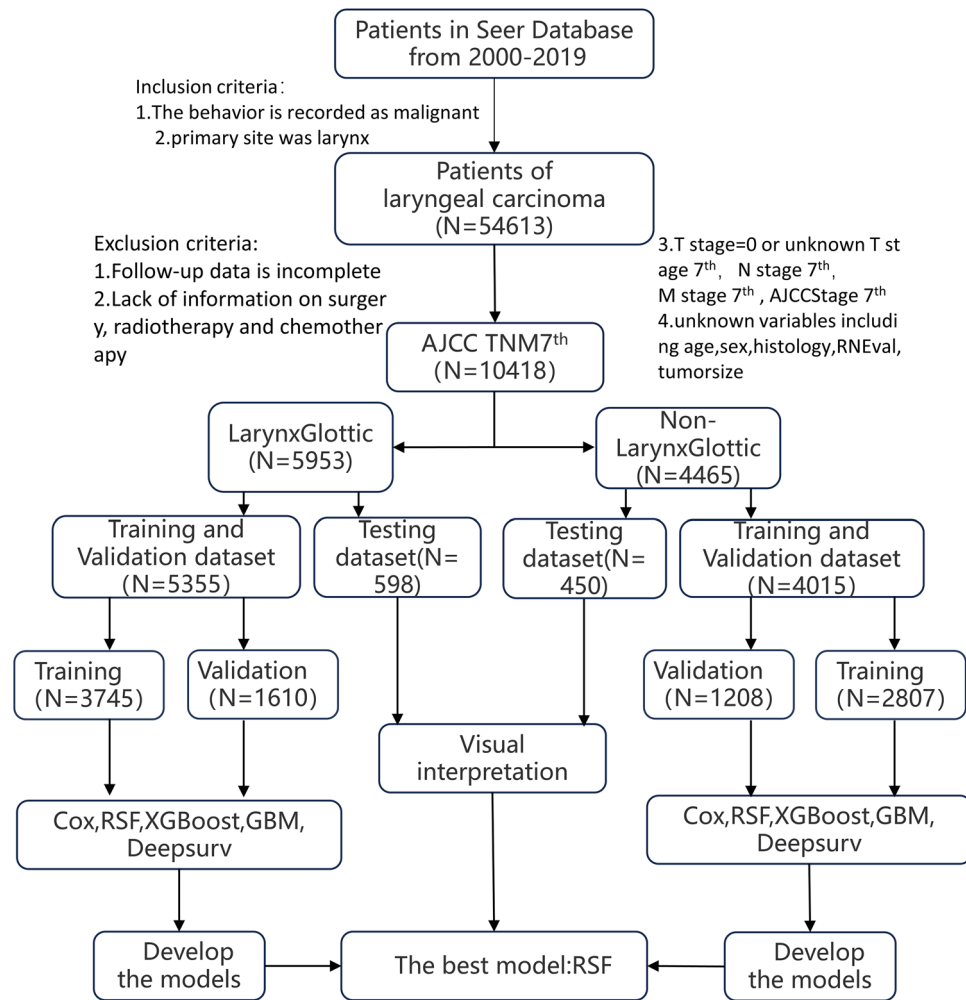 Patients in Seer Database
from 2000-2019
Inclusion criteria：
1.The behavior is recorded as malignant
2.primary site was larynx
Patients of
laryngeal carcinoma
(N=54613)
Exclusion criteria:
1.Follow-up data is incomplete
2.Lack of information on surger
y, radiotherapy and chemother
apy
3.T stage=0 or unknown T st
age 7th, N stage 7th,
M stage 7th , AJCCStage 7th
4.unknown variables includi
ng age,sex,histology,RNEval,
tumorsize
AJCC TNM7th
(N=10418)
LarynxGlottic
(N=5953)
Non-
LarynxGlottic
(N=4465)
Training and
Validation dataset
(N=5355)
Testing
dataset(N=
598)
Testing
dataset(N=
450)
Training and
Validation dataset
(N=4015)
Training
(N=3745)
Validation
(N=1610)
Validation
(N=1208)
Training
(N=2807)
Visual
interpretation
Cox,RSF,XGBoost,GBM,
Deepsurv
Cox,RSF,XGBoost,GBM,
Deepsurv
Develop
the models
The best model:RSF
Develop
the models